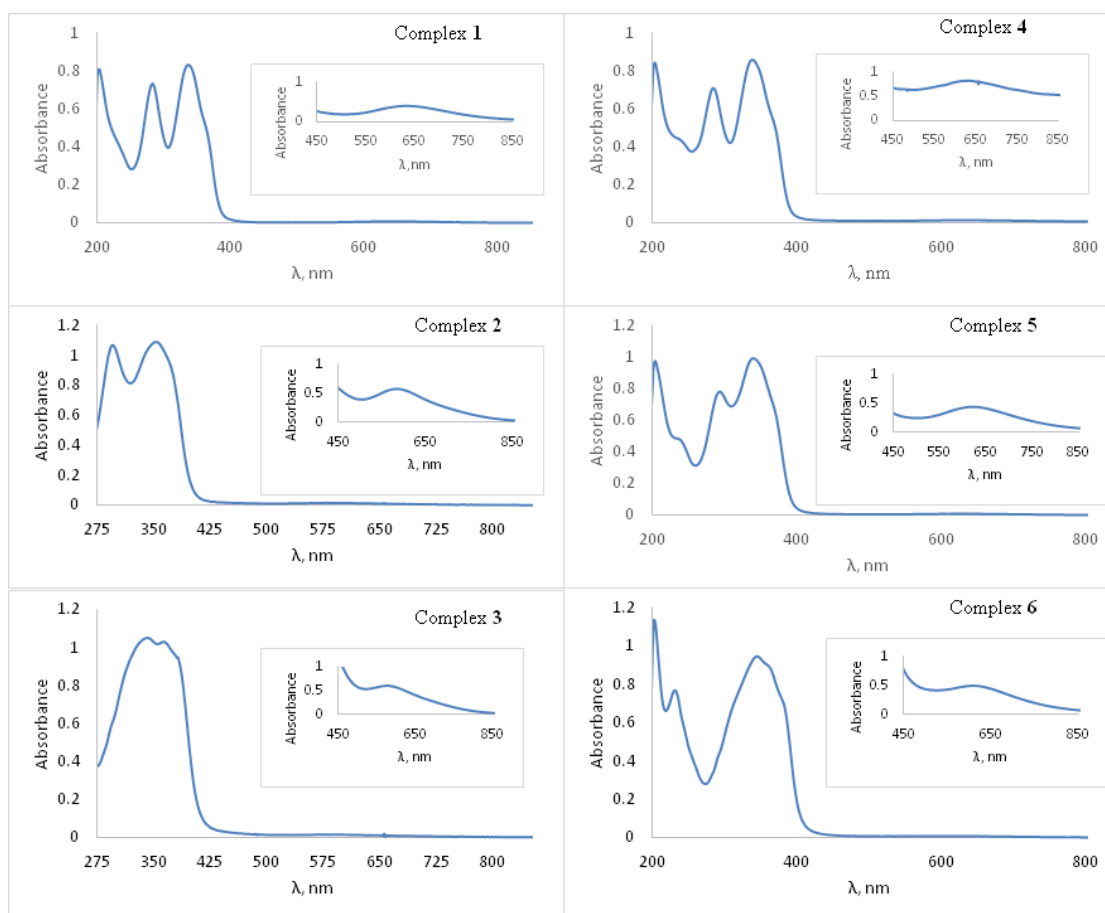 Complex 1
Absorbance
1
0.8
0.6
0.4
0.2
0
200 400 600 800
λ, nm
Absorbance
1
0
450 550 650 750 850
λ,nm
Complex 4
Absorbance
1
0.8
0.6
0.4
0.2
0
200 400 600 800
λ, nm
Absorbance
1
0.5
0
450 550 650 750 850
λ, nm
Complex 2
Absorbance
1.2
1
0.8
0.6
0.4
0.2
0
275 350 425 500 575 650 725 800
λ, nm
Absorbance
1
0.5
0
450 650 850
λ, nm
Complex 5
Absorbance
1.2
1
0.8
0.6
0.4
0.2
0
200 400 600 800
λ, nm
Absorbance
1
0.5
0
450 550 650 750 850
λ, nm
Complex 3
Absorbance
1.2
1
0.8
0.6
0.4
0.2
0
275 350 425 500 575 650 725 800
λ, nm
Absorbance
1
0.5
0
450 650 850
λ, nm
Complex 6
Absorbance
1.2
1
0.8
0.6
0.4
0.2
0
200 400 600 800
λ, nm
Absorbance
1
0.5
0
450 650 850
λ, nm